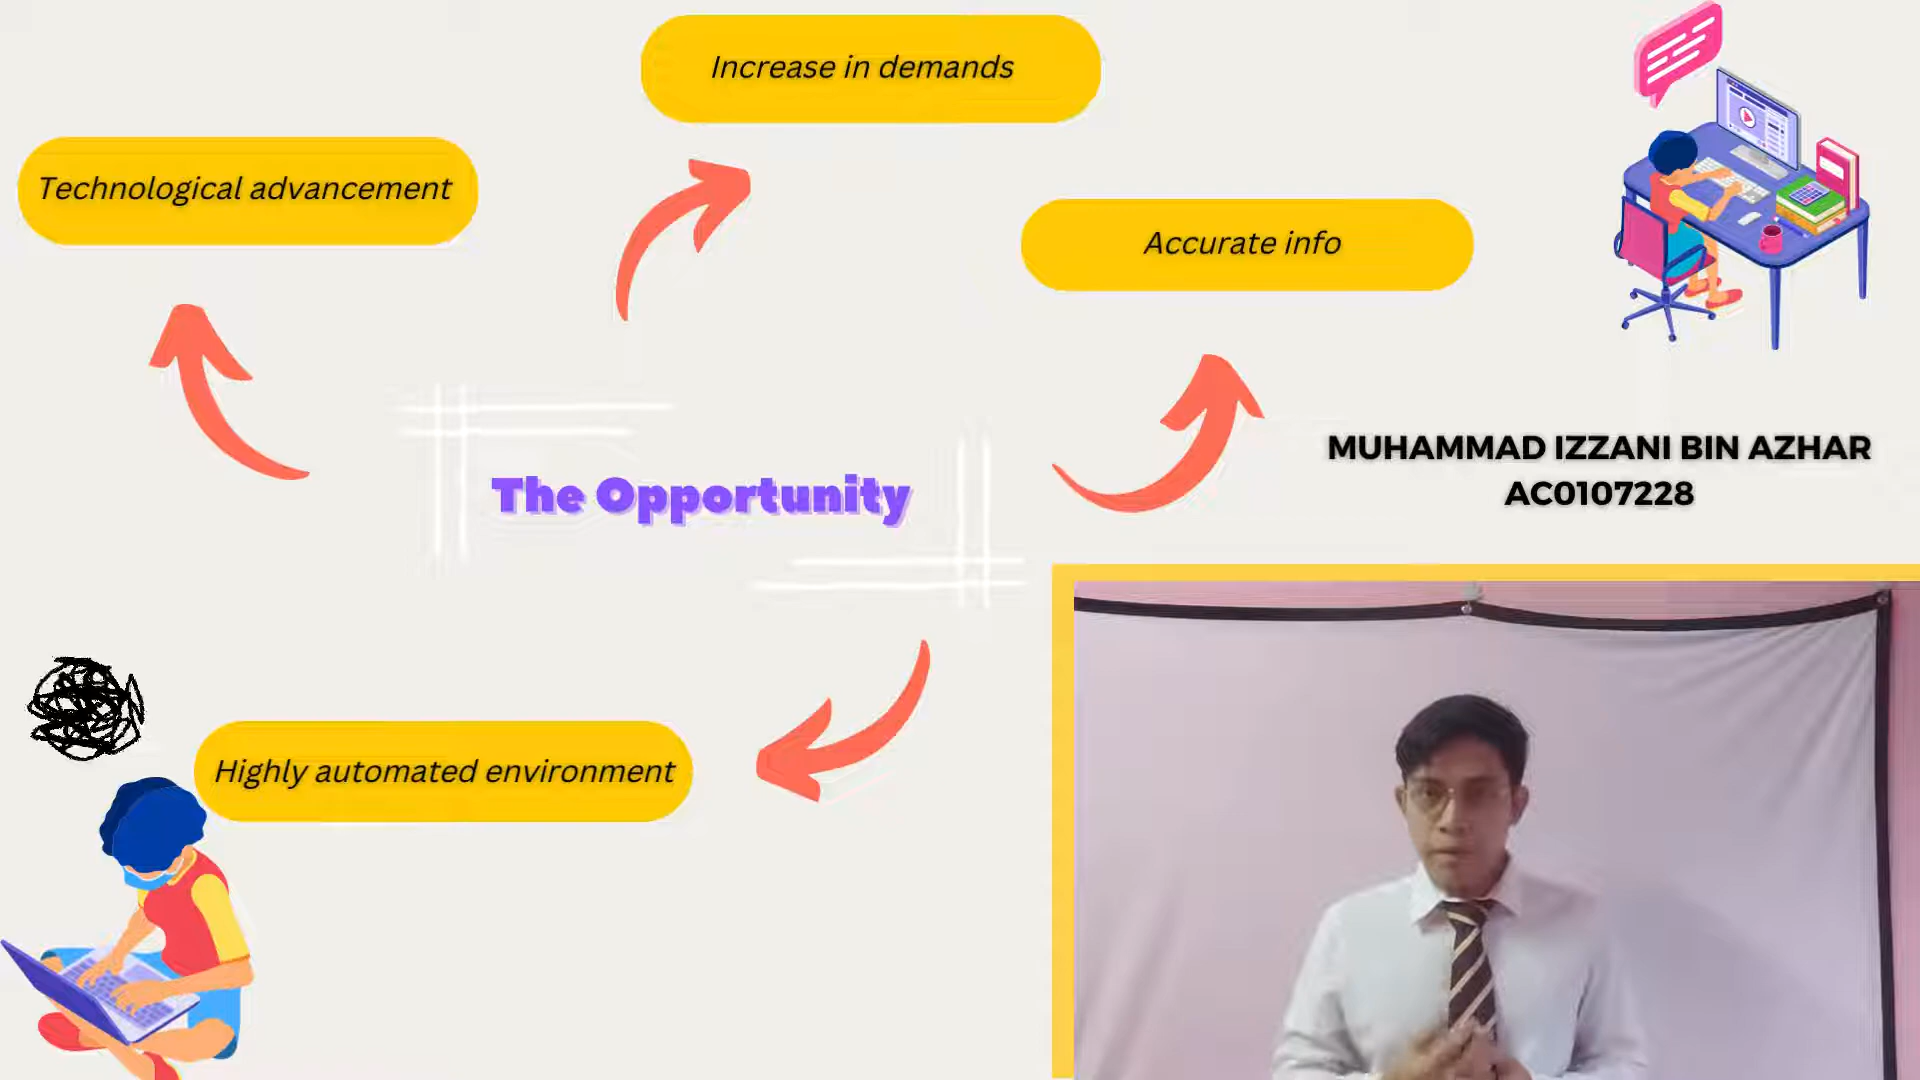 Increase in demands
Technological advancement
Accurate info
The Opportunity
MUHAMMAD IZZANI BIN AZHAR
AC0107228
Highly automated environment